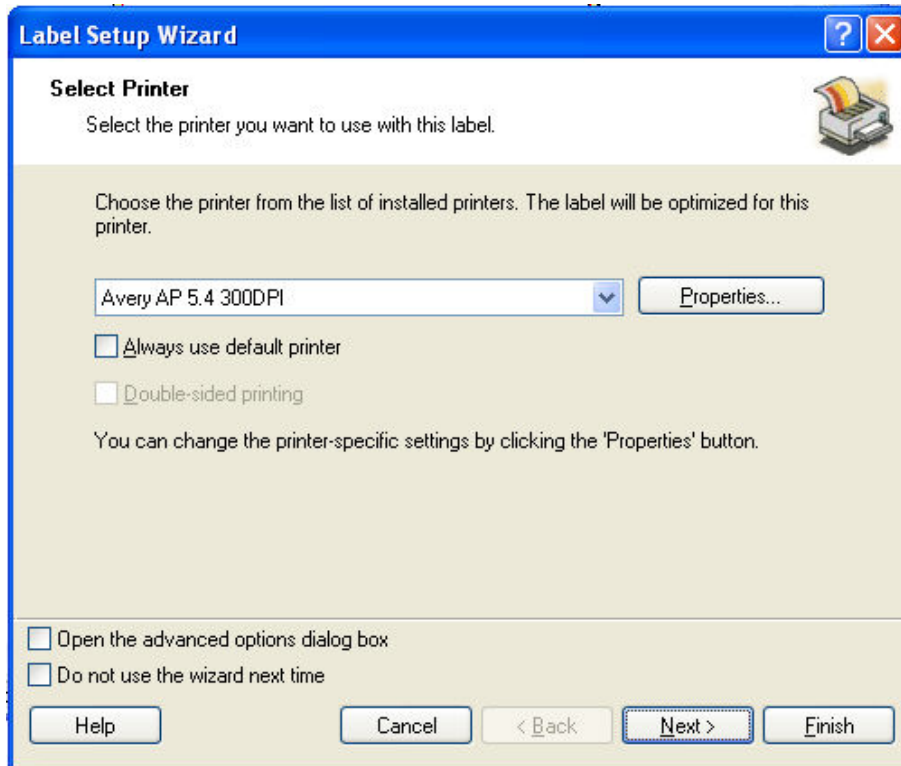 Label Setup Wizard
?
Select Printer
Select the printer you want to use with this label.
Choose the printer from the list of installed printers. The label will be optimized for this
printer.
Avery AP 5.4 300DPI
Properties...
Always use default printer
Double-sided printing
You can change the printer-specific settings by clicking the 'Properties' button.
Open the advanced options dialog box
Do not use the wizard next time
Help
Cancel
< Back
Next >
Finish